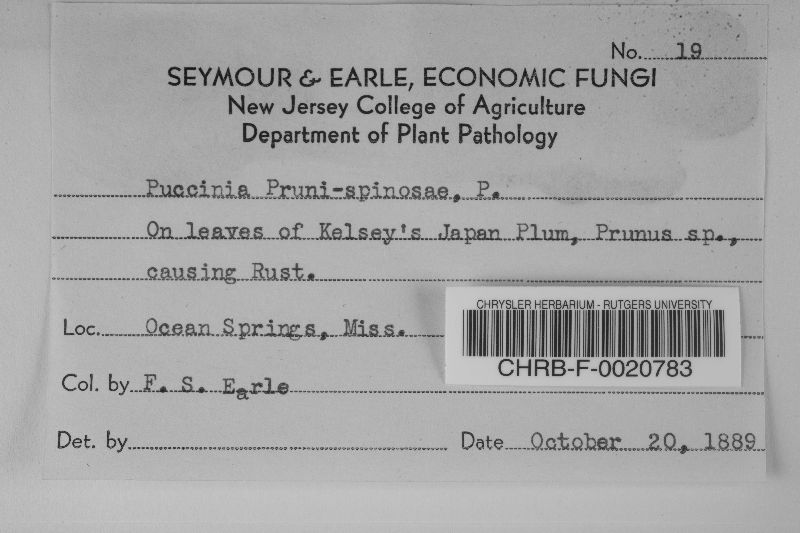 No. 19
SEYMOUR & EARLE, ECONOMIC FUNGI
New Jersey College of Agriculture
Department of Plant Pathology
Puccinia Pruni-spinosae, P.
On leaves of Kelsey's Japan Plum, Prunus sp.,
causing Rust.
Loc. Ocean Springs, Miss.
CHRYSLER HERBARIUM - RUTGERS UNIVERSITY
CHRB-F-0020783
Col. by F. S. Earle
Det. by
Date October 20, 1889